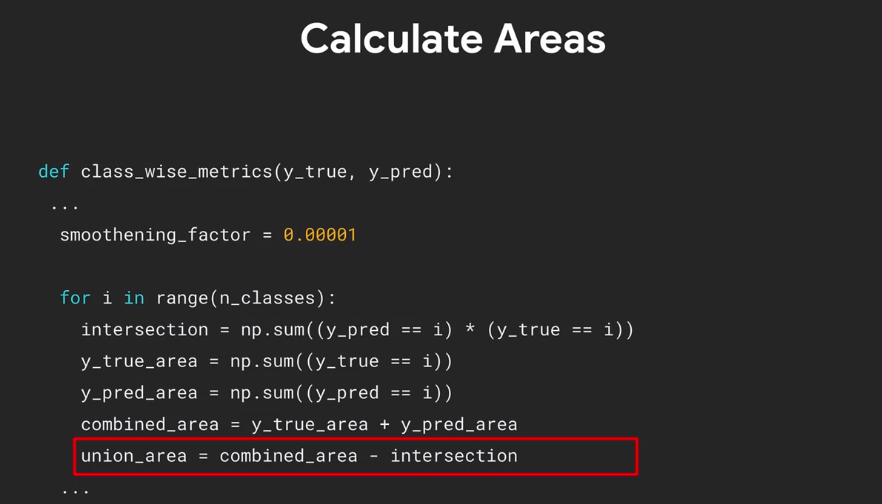 Calculate Areas
def class_wise_metrics(y_true, y_pred):
...
smoothening_factor = 0.00001
for i in range(n_classes):
intersection = np.sum((y_pred == i) * (y_true == i))
y_true_area = np.sum((y_true == i))
y_pred_area = np.sum((y_pred == i))
combined_area = y_true_area + y_pred_area
union_area = combined_area - intersection
...